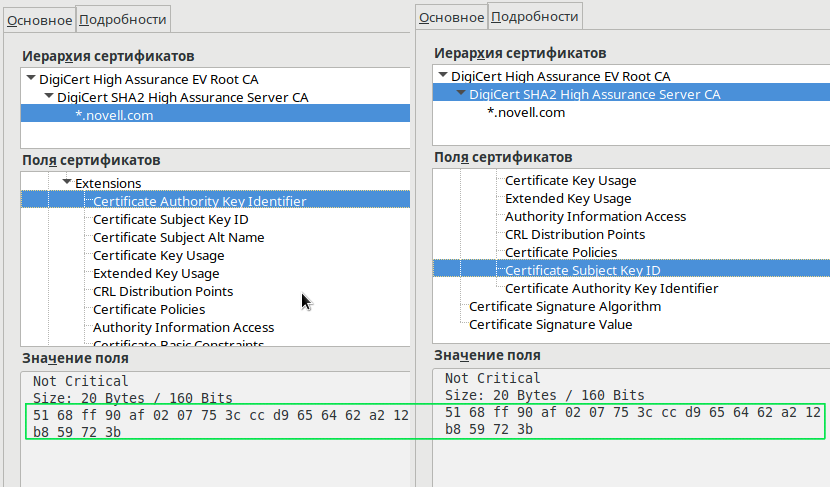 Основное Подробности
Иерархия сертификатов
DigiCert High Assurance EV Root CA
DigiCert SHA2 High Assurance Server CA
*.novell.com
Поля сертификатов
Extensions
Certificate Authority Key Identifier
Certificate Subject Key ID
Certificate Subject Alt Name
Certificate Key Usage
Extended Key Usage
CRL Distribution Points
Certificate Policies
Authority Information Access
Certificate Basic Constraints
Значение поля
Not Critical
Size: 20 Bytes / 160 Bits
51 68 ff 90 af 02 07 75 3c cc d9 65 64 62 a2 12
b8 59 72 3b
Основное Подробности
Иерархия сертификатов
DigiCert High Assurance EV Root CA
DigiCert SHA2 High Assurance Server CA
*.novell.com
Поля сертификатов
Certificate Key Usage
Extended Key Usage
Authority Information Access
CRL Distribution Points
Certificate Policies
Certificate Subject Key ID
Certificate Authority Key Identifier
Certificate Signature Algorithm
Certificate Signature Value
Значение поля
Not Critical
Size: 20 Bytes / 160 Bits
51 68 ff 90 af 02 07 75 3c cc d9 65 64 62 a2 12
b8 59 72 3b